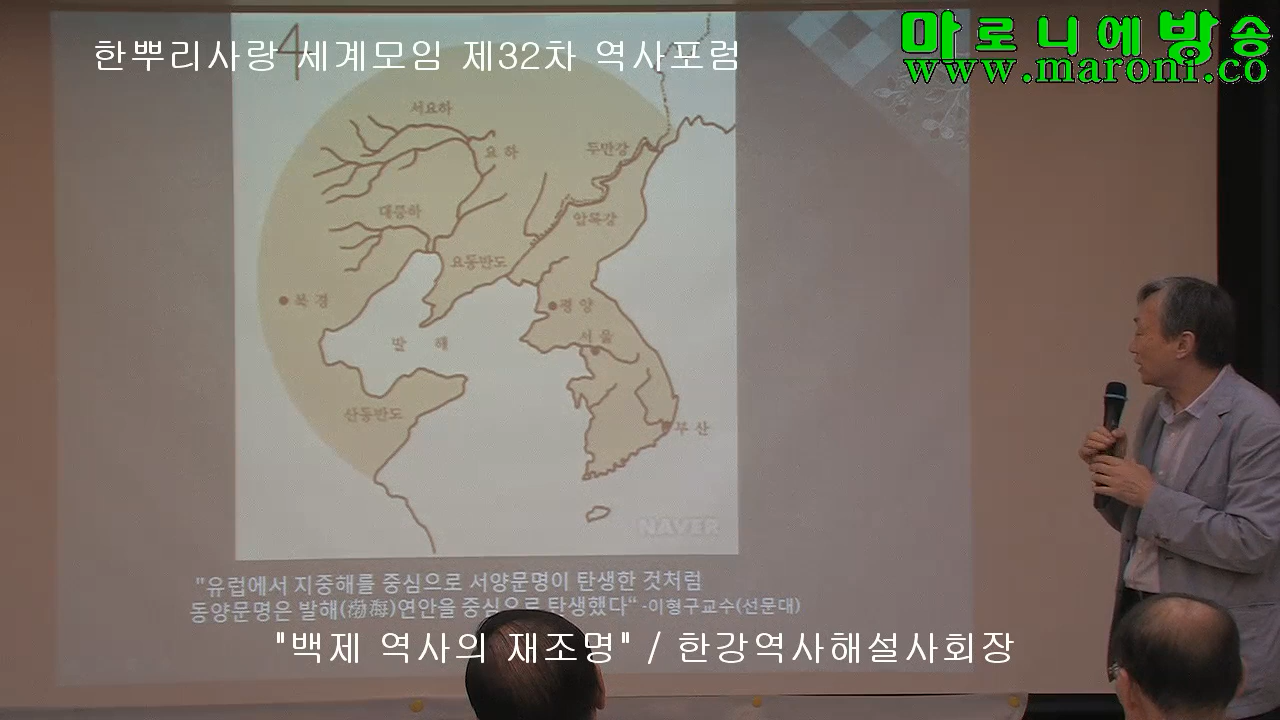 한뿌리사랑 세계모임 제32차 역사포럼
마로니에방송
www.maroni.co
4
서요하
요 하
두만강
대릉하
압록강
요동반도
북 경
평 양
서 울
발 해
산동반도
부 산
NAVER
"유럽에서 지중해를 중심으로 서양문명이 탄생한 것처럼
동양문명은 발해(渤海)연안을 중심으로 탄생했다“ -이형구교수(선문대)
"백제 역사의 재조명" / 한강역사해설사회장